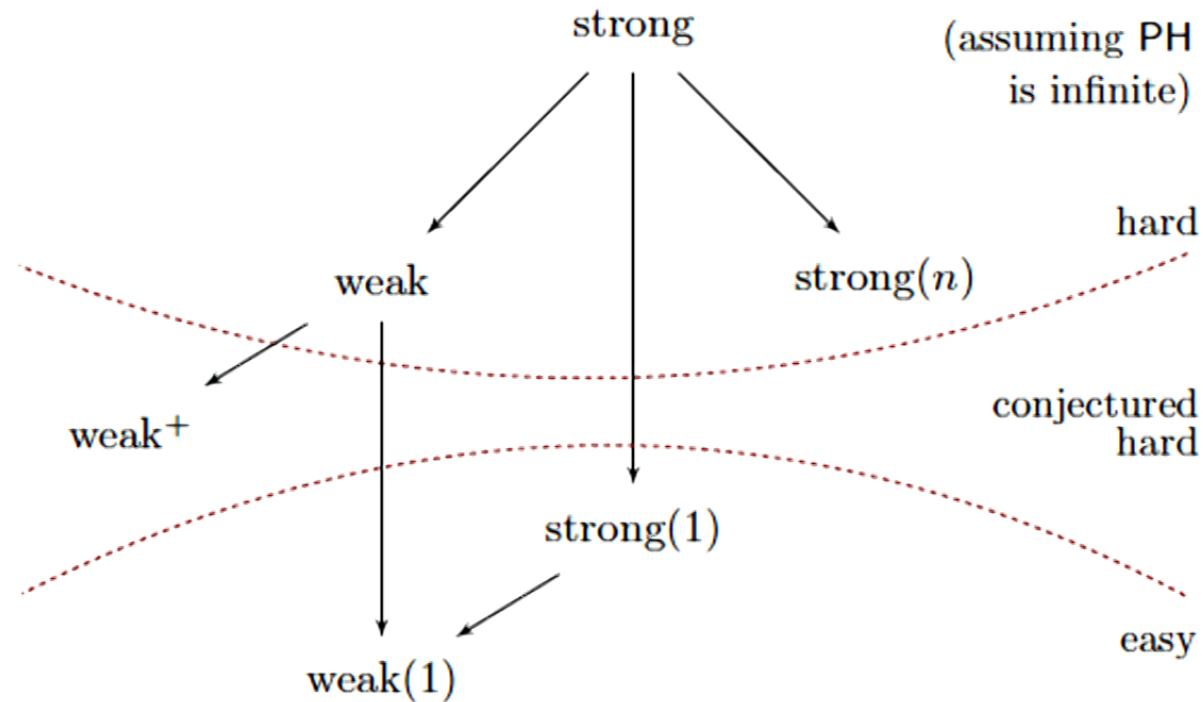 strong
(assuming PH
is infinite)
hard
weak
strong(n)
conjectured
hard
weak⁺
strong(1)
easy
weak(1)